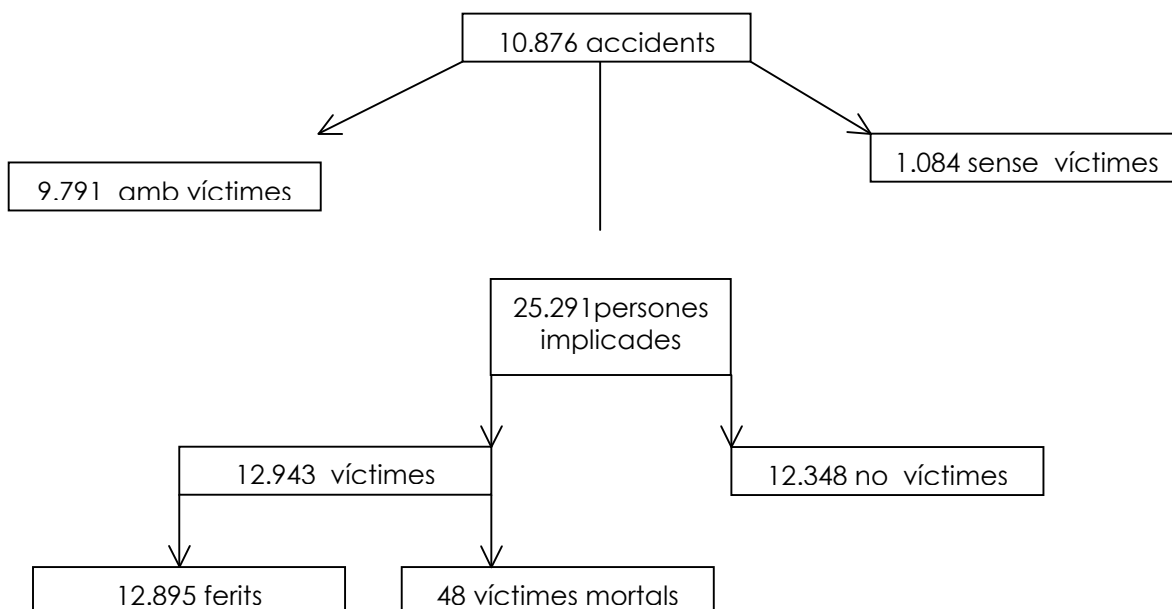 10.876 accidents
1.084 sense víctimes
9.791 amb víctimes
25.291persones
implicades
12.943 víctimes
12.348 no víctimes
12.895 ferits
48 víctimes mortals